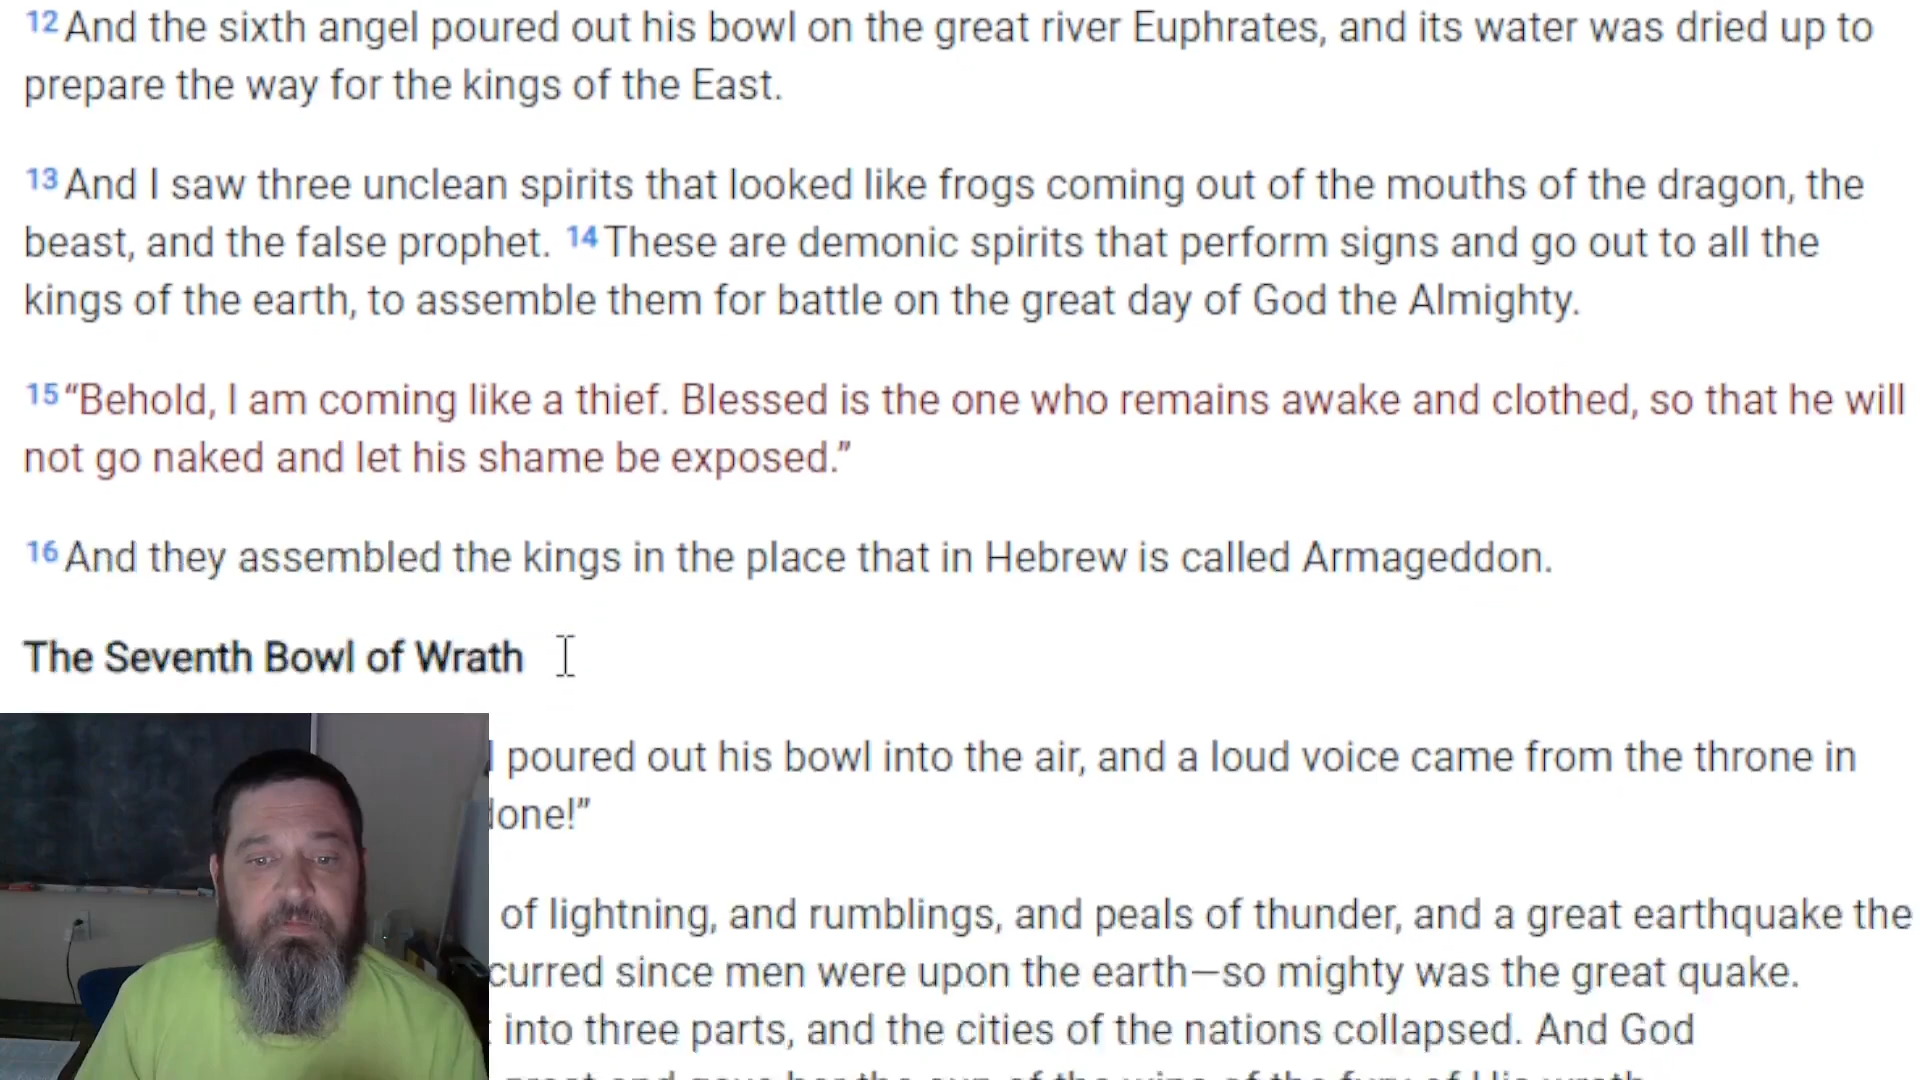 12 And the sixth angel poured out his bowl on the great river Euphrates, and its water was dried up to
prepare the way for the kings of the East.
13 And I saw three unclean spirits that looked like frogs coming out of the mouths of the dragon, the
beast, and the false prophet. 14 These are demonic spirits that perform signs and go out to all the
kings of the earth, to assemble them for battle on the great day of God the Almighty.
15 “Behold, I am coming like a thief. Blessed is the one who remains awake and clothed, so that he will
not go naked and let his shame be exposed.”
16 And they assembled the kings in the place that in Hebrew is called Armageddon.
The Seventh Bowl of Wrath
poured out his bowl into the air, and a loud voice came from the throne in
done!”
of lightning, and rumblings, and peals of thunder, and a great earthquake the
curred since men were upon the earth—so mighty was the great quake.
into three parts, and the cities of the nations collapsed. And God